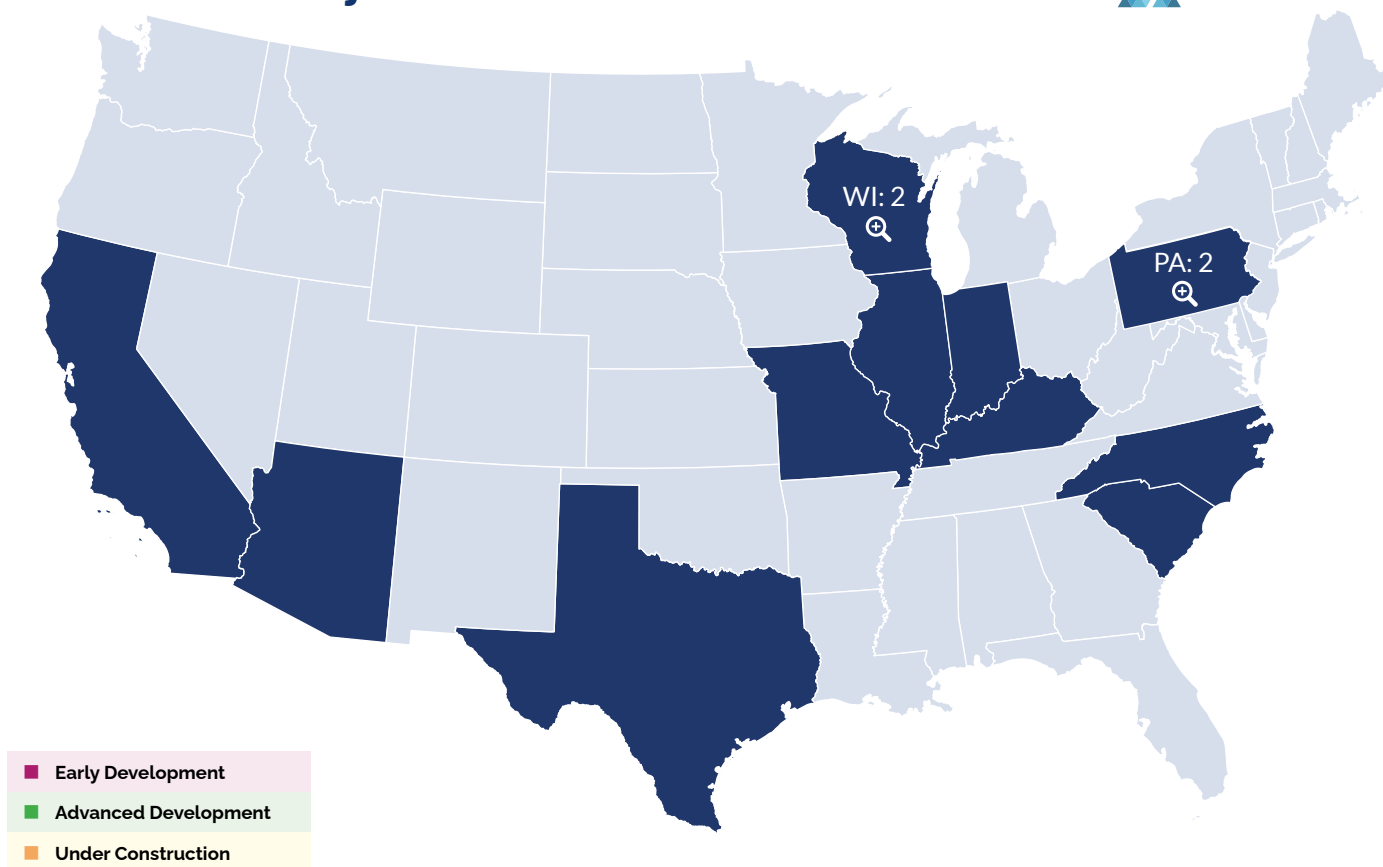 WI: 2
PA: 2
Early Development
Advanced Development
Under Construction